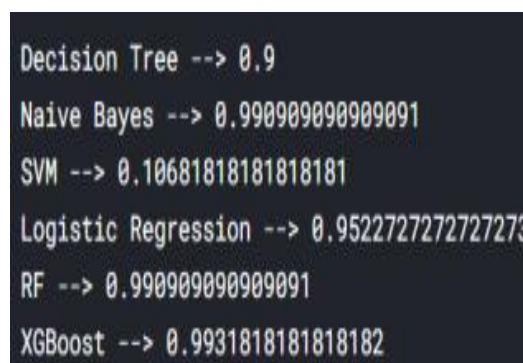 Decision Tree --> 0.9
Naive Bayes --> 0.990909090909091
SVM --> 0.10681818181818181
Logistic Regression --> 0.9522727272727273
RF --> 0.990909090909091
XGBoost --> 0.9931818181818182